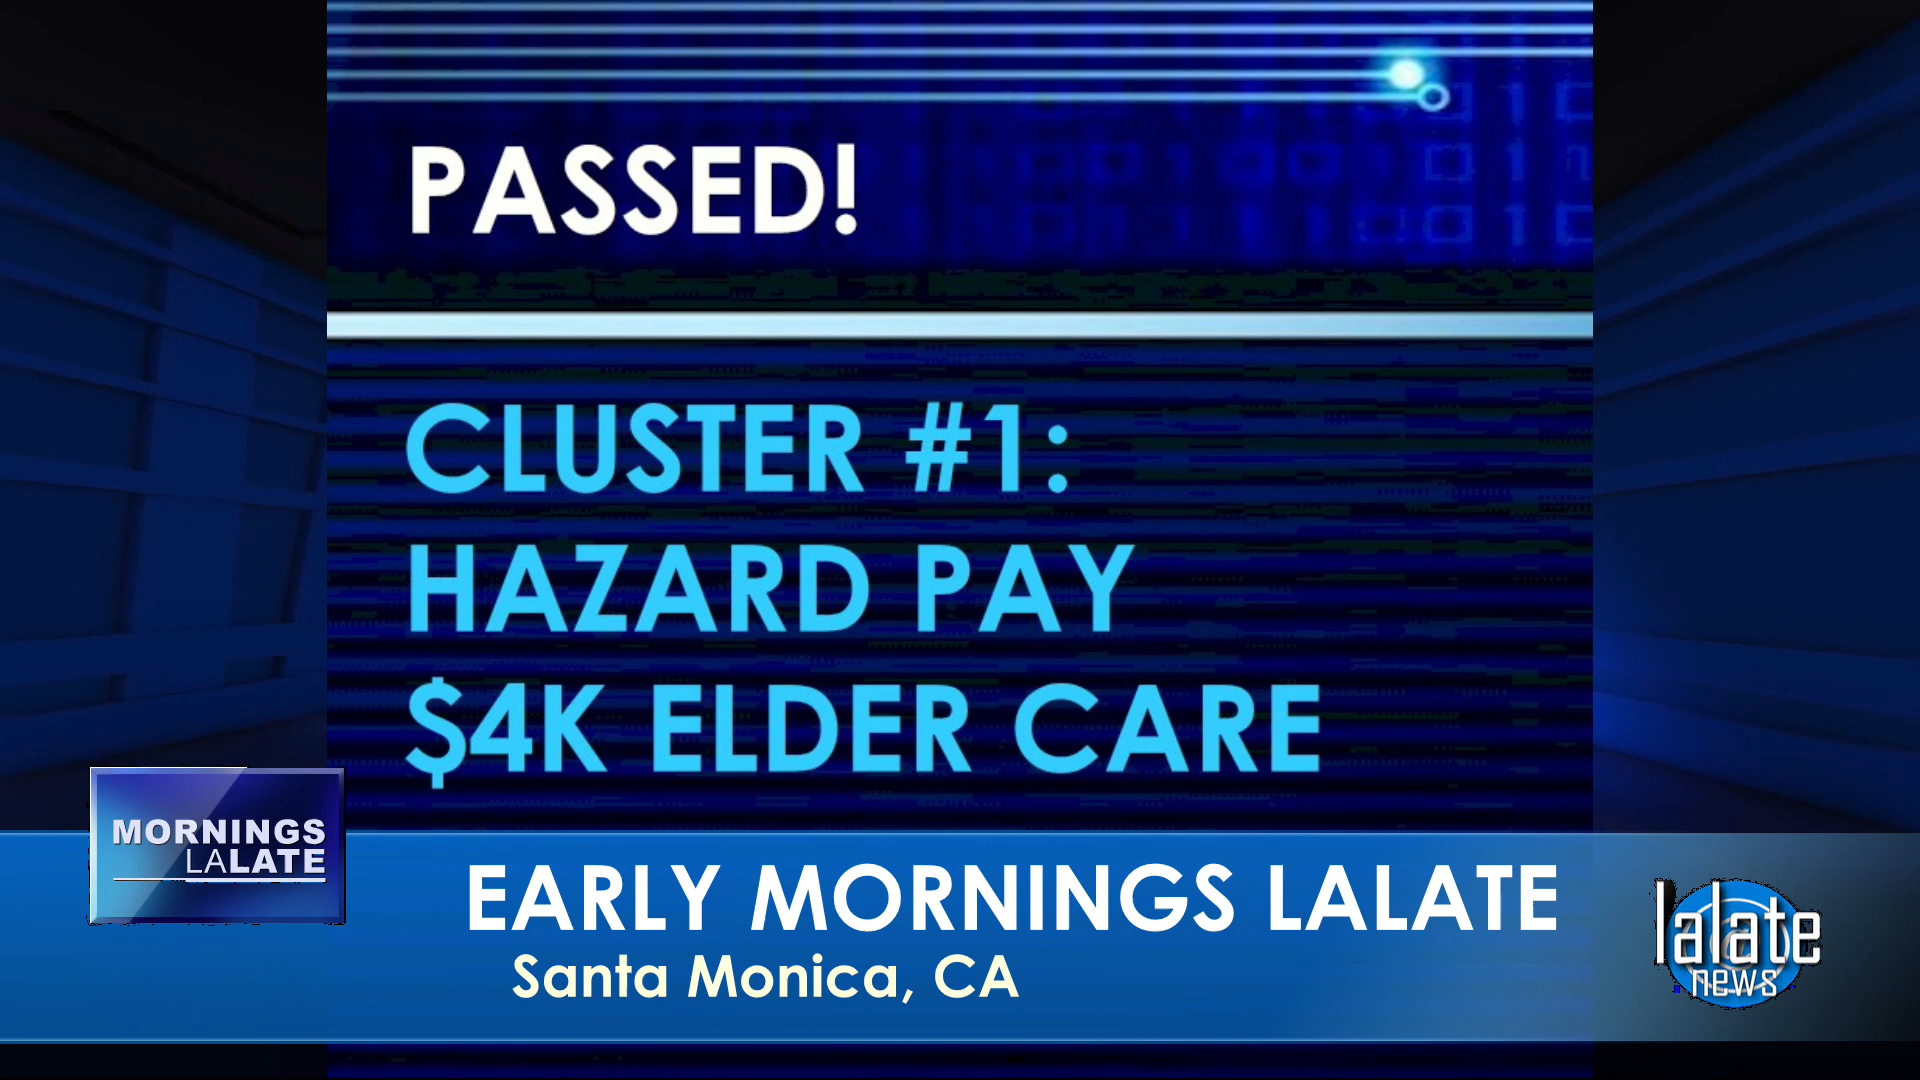 PASSED!
CLUSTER #1:
HAZARD PAY
$4K ELDER CARE
MORNINGS
LALATE
EARLY MORNINGS LALATE
Santa Monica, CA
lalate
news